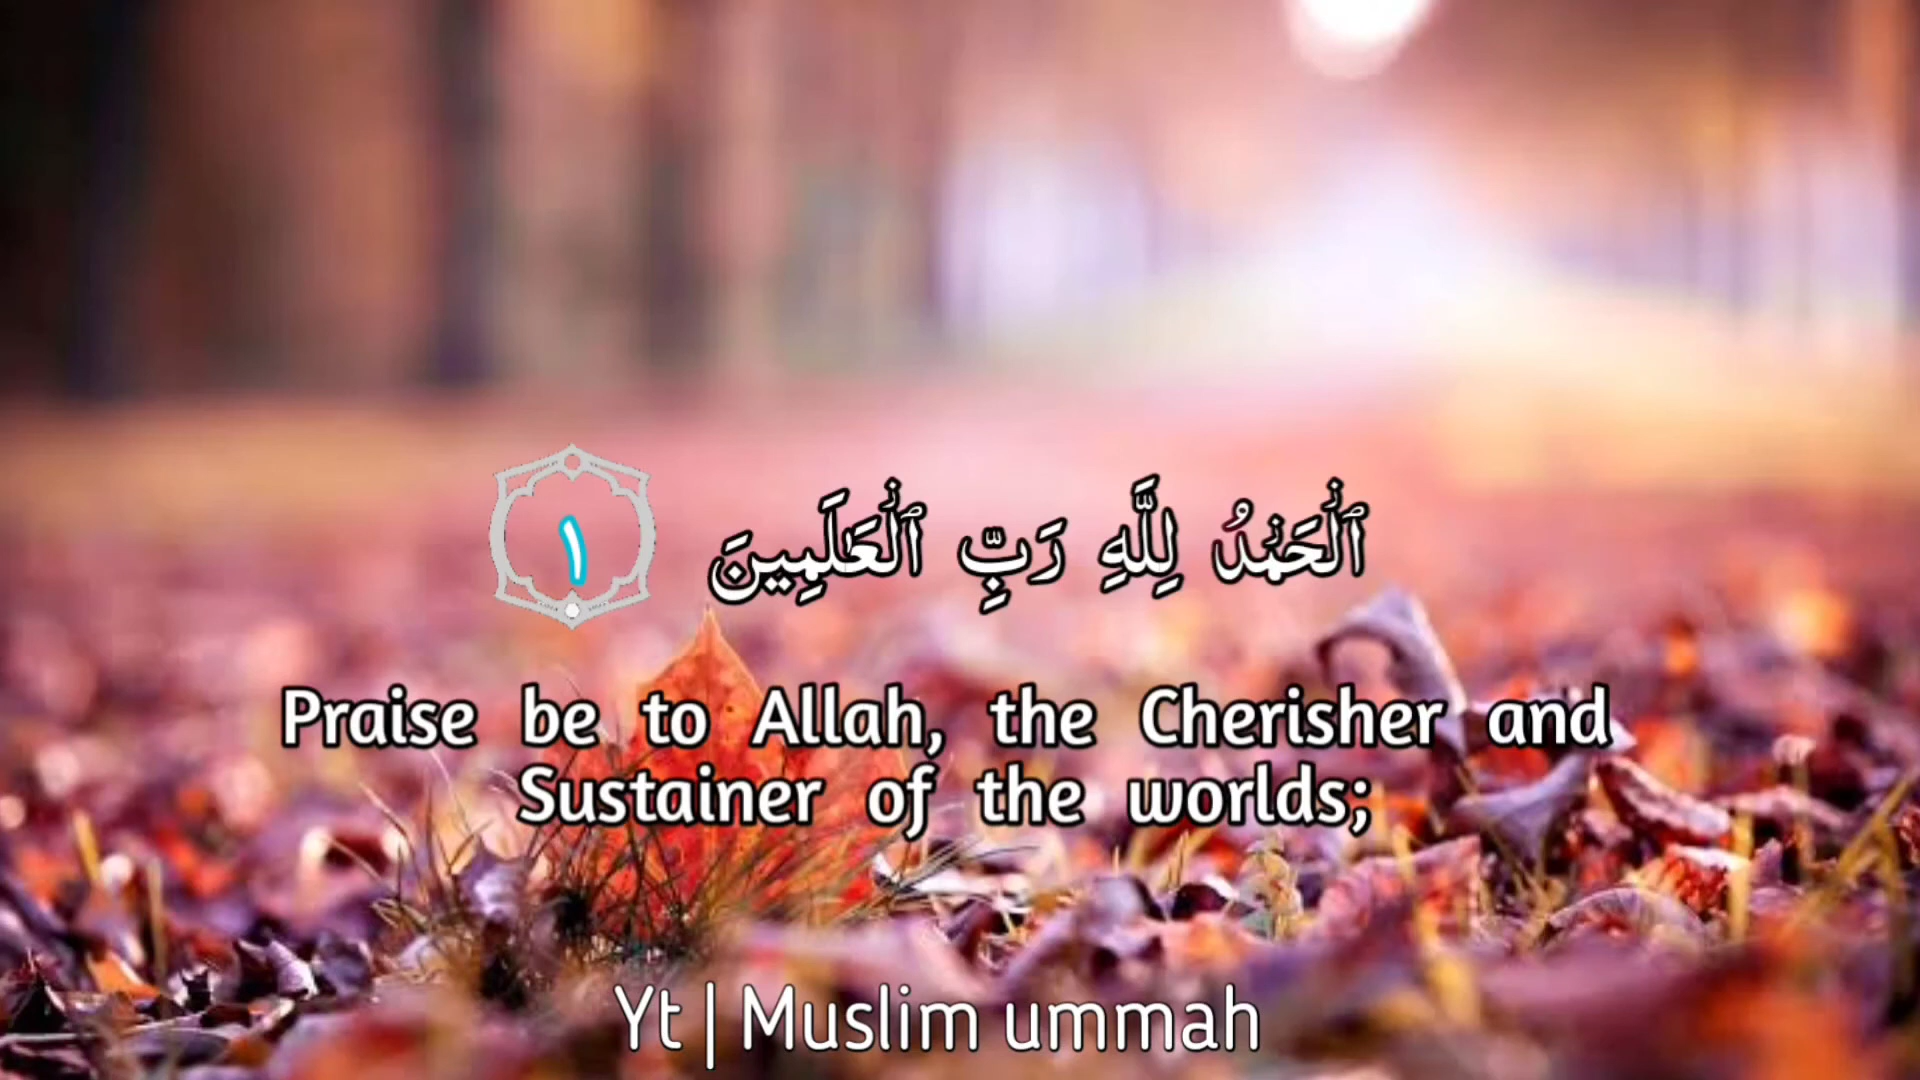 ٱلْحَمْدُ لِلَّهِ رَبِّ ٱلْعَٰلَمِينَ ١
Praise be to Allah, the Cherisher and
Sustainer of the worlds;
Yt | Muslim ummah